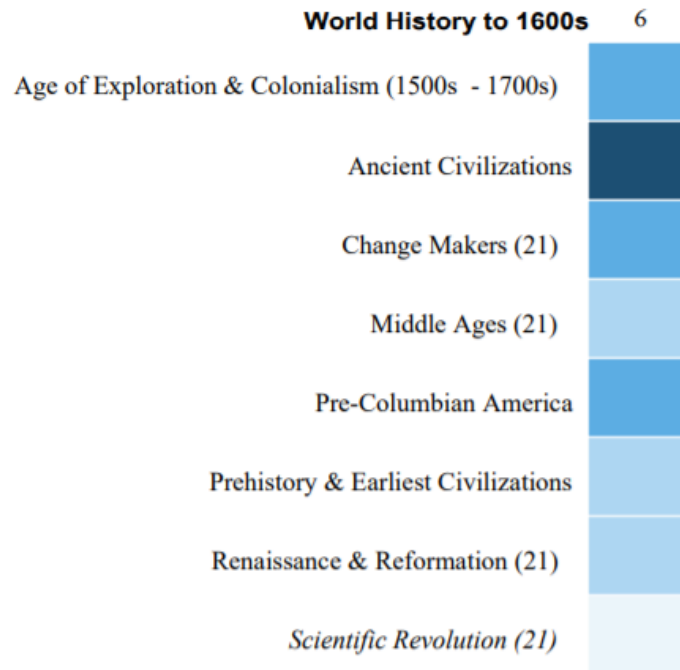 World History to 1600s 6
Age of Exploration & Colonialism (1500s - 1700s)
Ancient Civilizations
Change Makers (21)
Middle Ages (21)
Pre-Columbian America
Prehistory & Earliest Civilizations
Renaissance & Reformation (21)
Scientific Revolution (21)